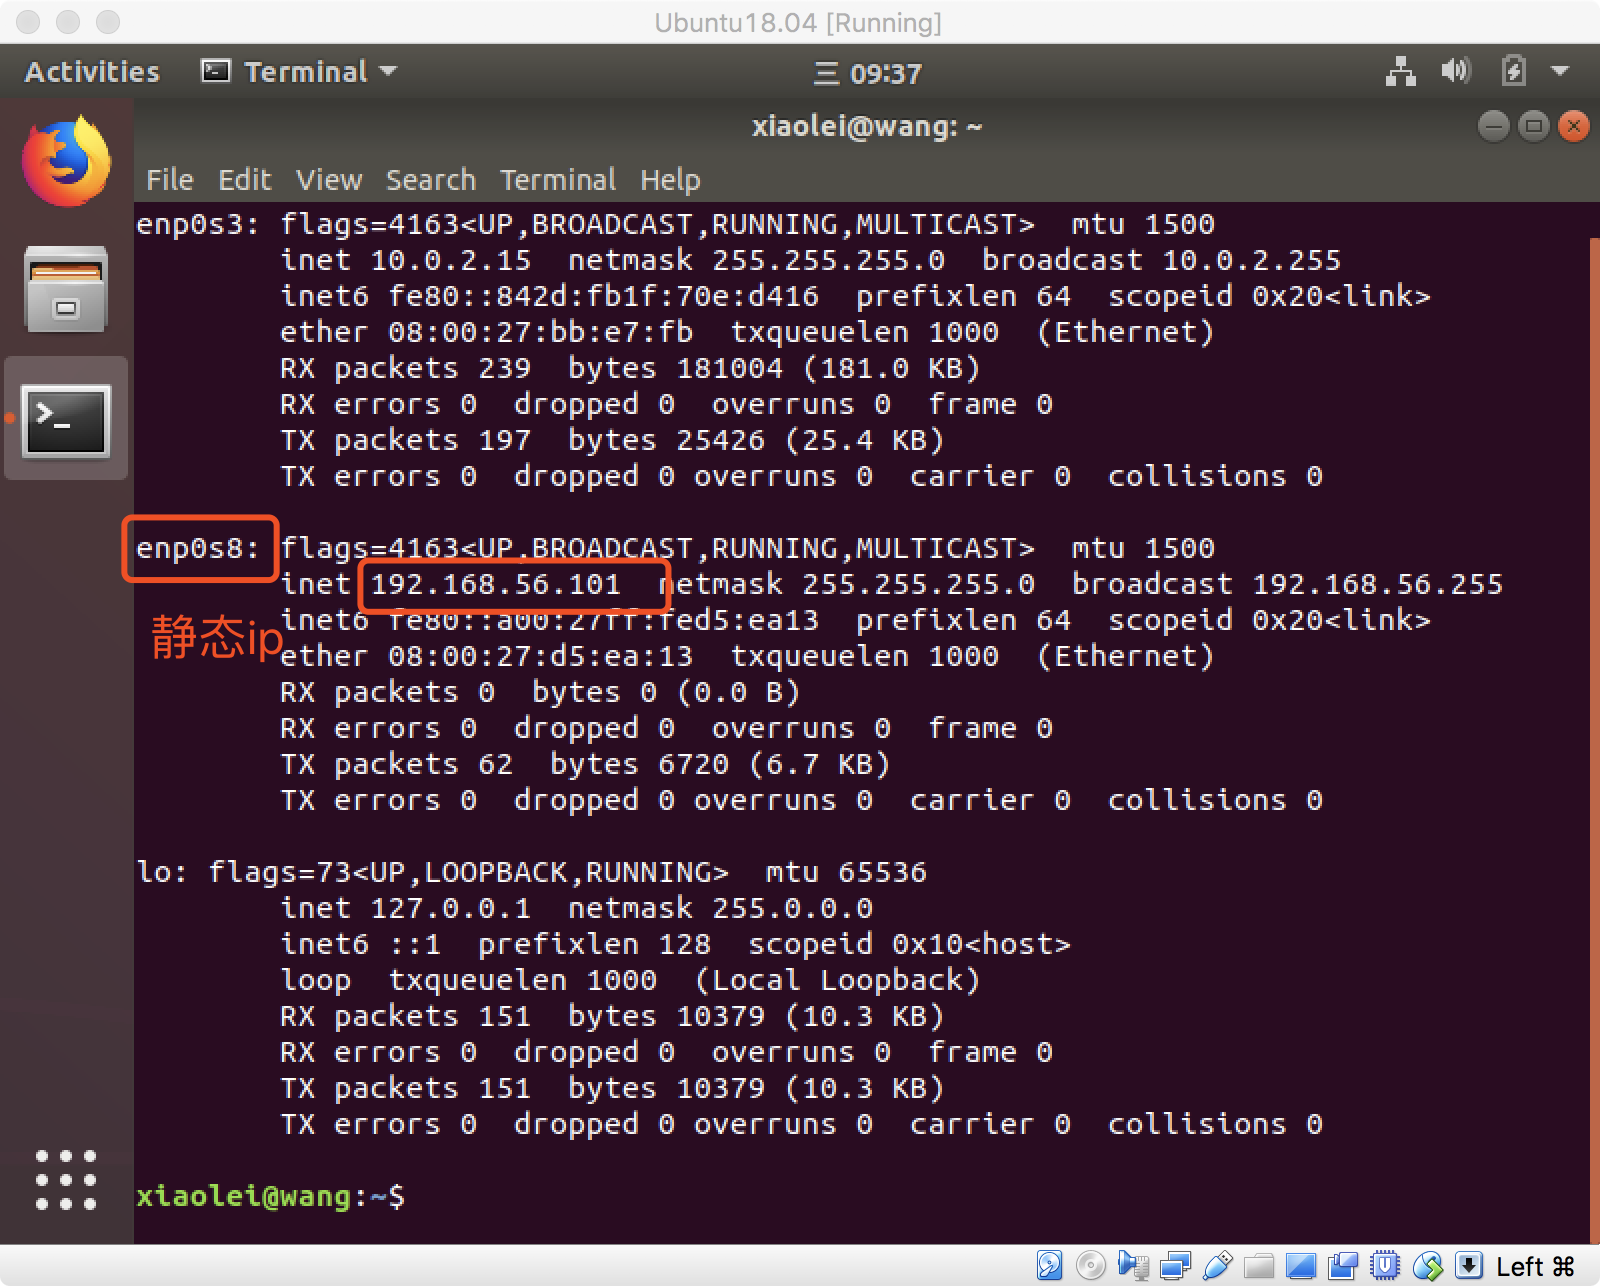 Ubuntu18.04 [Running]
Activities Terminal 三 09:37
xiaolei@wang: ~
File Edit View Search Terminal Help
enp0s3: flags=4163<UP,BROADCAST,RUNNING,MULTICAST>  mtu 1500
        inet 10.0.2.15  netmask 255.255.255.0  broadcast 10.0.2.255
        inet6 fe80::842d:fb1f:70e:d416  prefixlen 64  scopeid 0x20<link>
        ether 08:00:27:bb:e7:fb  txqueuelen 1000  (Ethernet)
        RX packets 239  bytes 181004 (181.0 KB)
        RX errors 0  dropped 0  overruns 0  frame 0
        TX packets 197  bytes 25426 (25.4 KB)
        TX errors 0  dropped 0 overruns 0  carrier 0  collisions 0
enp0s8: flags=4163<UP,BROADCAST,RUNNING,MULTICAST>  mtu 1500
        inet 192.168.56.101  netmask 255.255.255.0  broadcast 192.168.56.255
        inet6 fe80::a00:27ff:fed5:ea13  prefixlen 64  scopeid 0x20<link>
静态ip
        ether 08:00:27:d5:ea:13  txqueuelen 1000  (Ethernet)
        RX packets 0  bytes 0 (0.0 B)
        RX errors 0  dropped 0  overruns 0  frame 0
        TX packets 62  bytes 6720 (6.7 KB)
        TX errors 0  dropped 0 overruns 0  carrier 0  collisions 0
lo: flags=73<UP,LOOPBACK,RUNNING>  mtu 65536
        inet 127.0.0.1  netmask 255.0.0.0
        inet6 ::1  prefixlen 128  scopeid 0x10<host>
        loop  txqueuelen 1000  (Local Loopback)
        RX packets 151  bytes 10379 (10.3 KB)
        RX errors 0  dropped 0  overruns 0  frame 0
        TX packets 151  bytes 10379 (10.3 KB)
        TX errors 0  dropped 0 overruns 0  carrier 0  collisions 0
xiaolei@wang:~$
Left ⌘